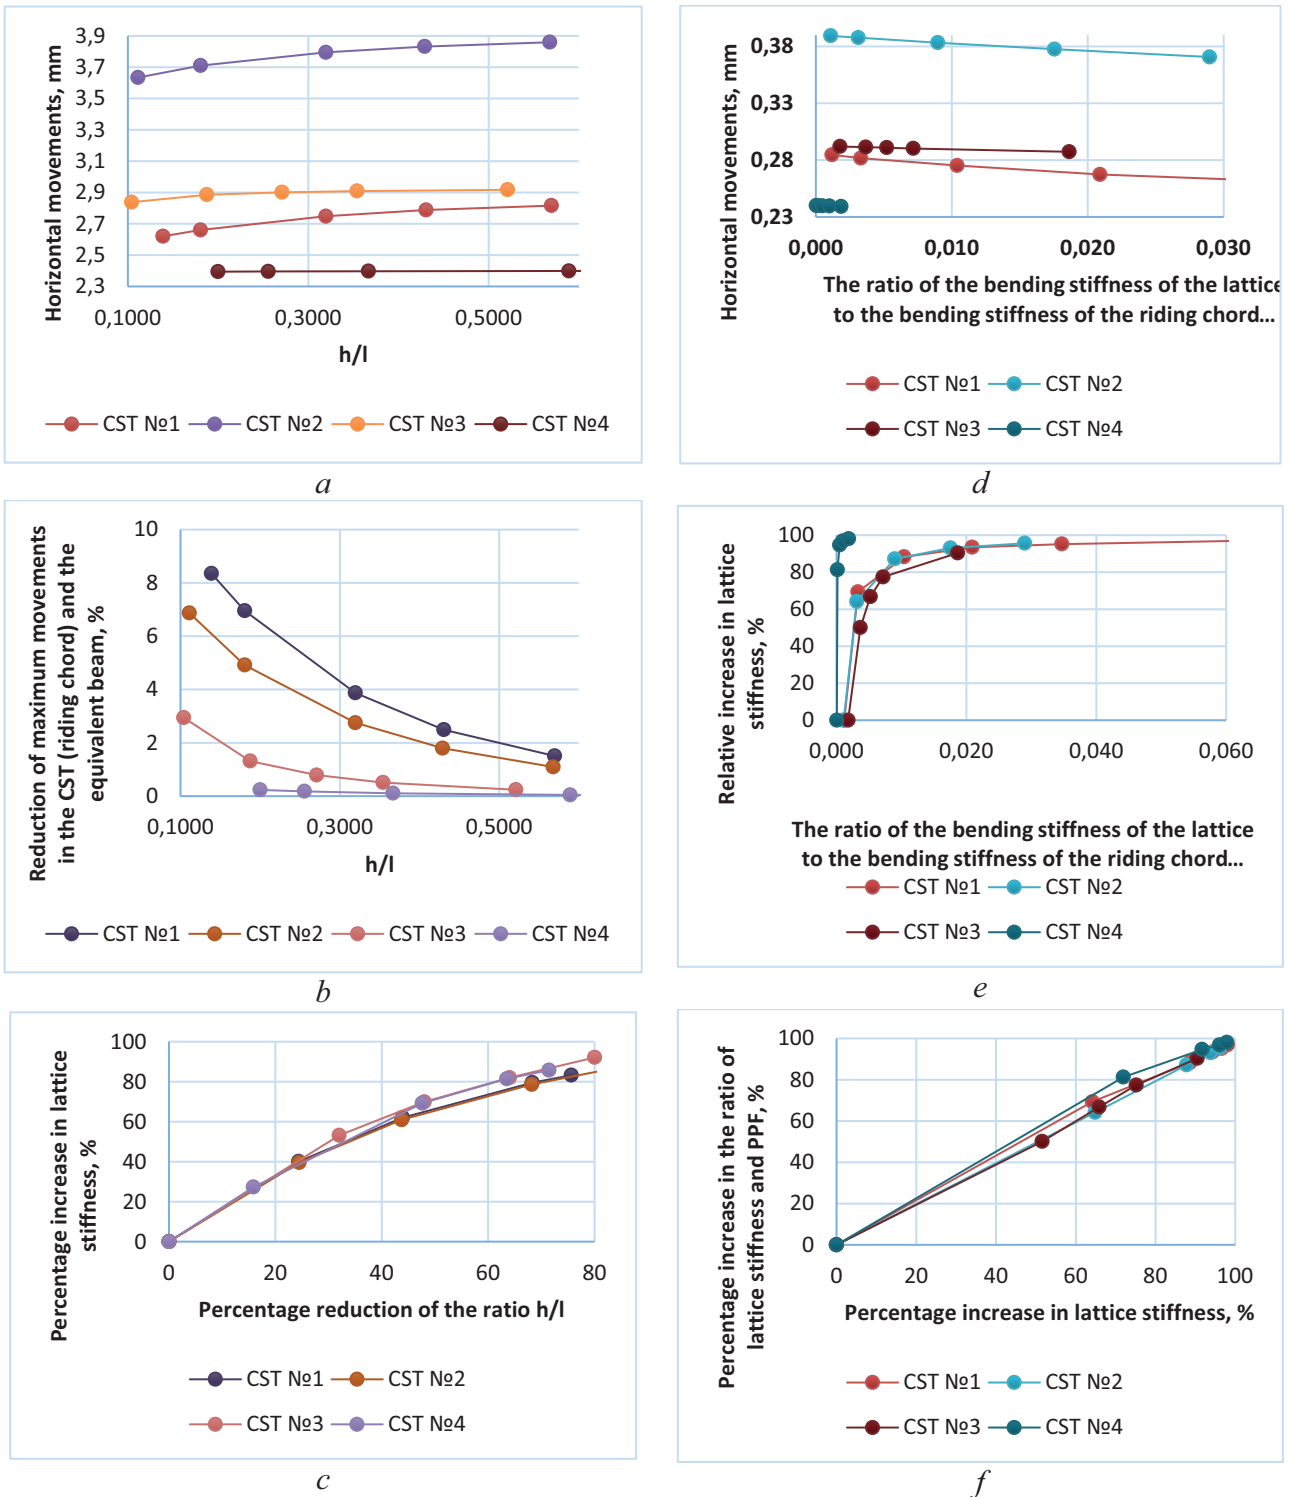 Horizontal movements, mm
3,9
3,7
3,5
3,3
3,1
2,9
2,7
2,5
2,3
0,1000 0,3000 0,5000
h/l
CST №1 CST №2 CST №3 CST №4
a
Horizontal movements, mm
0,38
0,33
0,28
0,23
0,000 0,010 0,020 0,030
The ratio of the bending stiffness of the lattice
to the bending stiffness of the riding chord...
CST №1 CST №2
CST №3 CST №4
d
Reduction of maximum movements
in the CST (riding chord) and the
equivalent beam, %
10
8
6
4
2
0
0,1000 0,3000 0,5000
h/l
CST №1 CST №2 CST №3 CST №4
b
Relative increase in lattice
stiffness, %
100
80
60
40
20
0
0,000 0,020 0,040 0,060
The ratio of the bending stiffness of the lattice
to the bending stiffness of the riding chord...
CST №1 CST №2
CST №3 CST №4
e
Percentage increase in lattice
stiffness, %
100
80
60
40
20
0
0 20 40 60 80
Percentage reduction of the ratio h/l
CST №1 CST №2
CST №3 CST №4
c
Percentage increase in the ratio of
lattice stiffness and PPF, %
100
80
60
40
20
0
0 20 40 60 80 100
Percentage increase in lattice stiffness, %
CST №1 CST №2
CST №3 CST №4
f